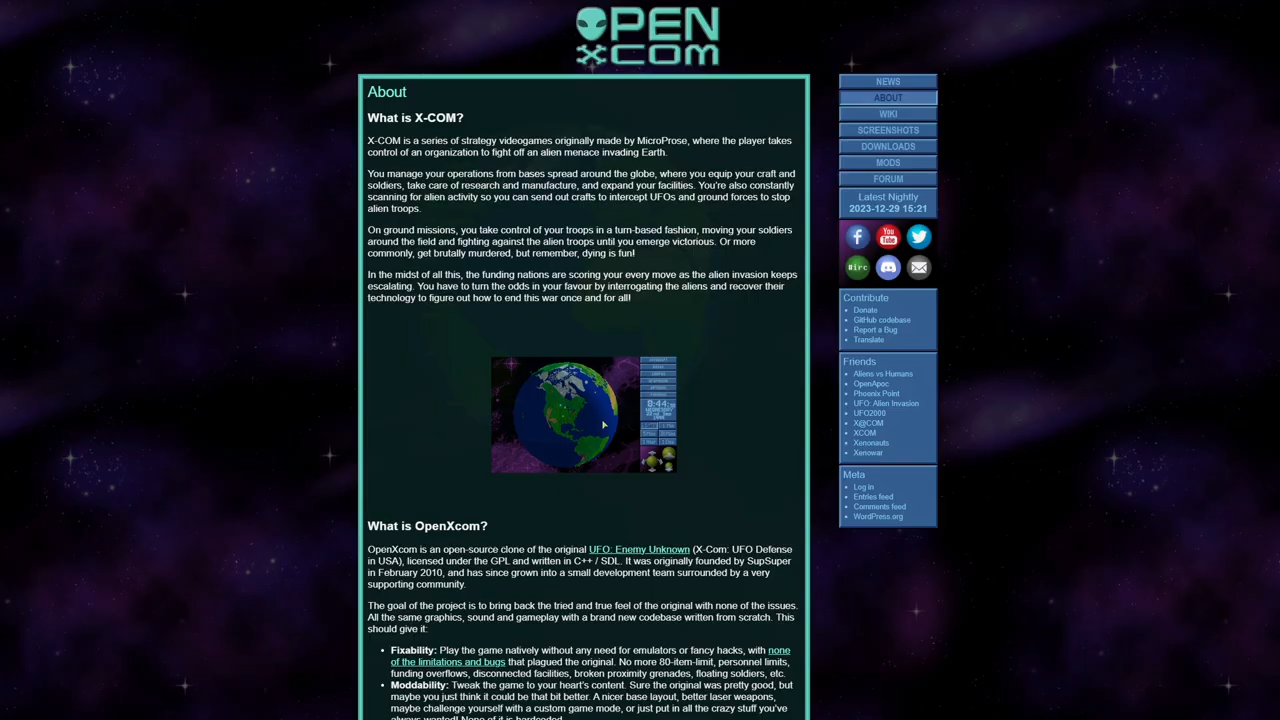 OPEN
XCOM
About
What is X-COM?
X-COM is a series of strategy videogames originally made by MicroProse, where the player takes
control of an organization to fight off an alien menace invading Earth.
You manage your operations from bases spread around the globe, where you equip your craft and
soldiers, take care of research and manufacture, and expand your facilities. You're also constantly
scanning for alien activity so you can send out crafts to intercept UFOs and ground forces to stop
alien troops.
On ground missions, you take control of your troops in a turn-based fashion, moving your soldiers
around the field and fighting against the alien troops until you emerge victorious. Or more
commonly, get brutally murdered, but remember, dying is fun!
In the midst of all this, the funding nations are scoring your every move as the alien invasion keeps
escalating. You have to turn the odds in your favour by interrogating the aliens and recover their
technology to figure out how to end this war once and for all!
What is OpenXcom?
OpenXcom is an open-source clone of the original UFO: Enemy Unknown (X-Com: UFO Defense
in USA), licensed under the GPL and written in C++ / SDL. It was originally founded by SupSuper
in February 2010, and has since grown into a small development team surrounded by a very
supporting community.
The goal of the project is to bring back the tried and true feel of the original with none of the issues.
All the same graphics, sound and gameplay with a brand new codebase written from scratch. This
should give it:
• Fixability: Play the game natively without any need for emulators or fancy hacks, with none
of the limitations and bugs that plagued the original. No more 80-item-limit, personnel limits,
funding overflows, disconnected facilities, broken proximity grenades, floating soldiers, etc.
• Moddability: Tweak the game to your heart's content. Sure the original was pretty good, but
maybe you just think it could be that bit better. A nicer base layout, better laser weapons,
maybe challenge yourself with a custom game mode, or just put in all the crazy stuff you've
always wanted! None of it is hardcoded
NEWS
ABOUT
WIKI
SCREENSHOTS
DOWNLOADS
MODS
FORUM
Latest Nightly
2023-12-29 15:21
You
Tube
#irc
Contribute
• Donate
• GitHub codebase
• Report a Bug
• Translate
Friends
• Aliens vs Humans
• OpenApoc
• Phoenix Point
• UFO: Alien Invasion
• UFO2000
• X@COM
• XCOM
• Xenonauts
• Xenowar
Meta
• Log in
• Entries feed
• Comments feed
• WordPress.org